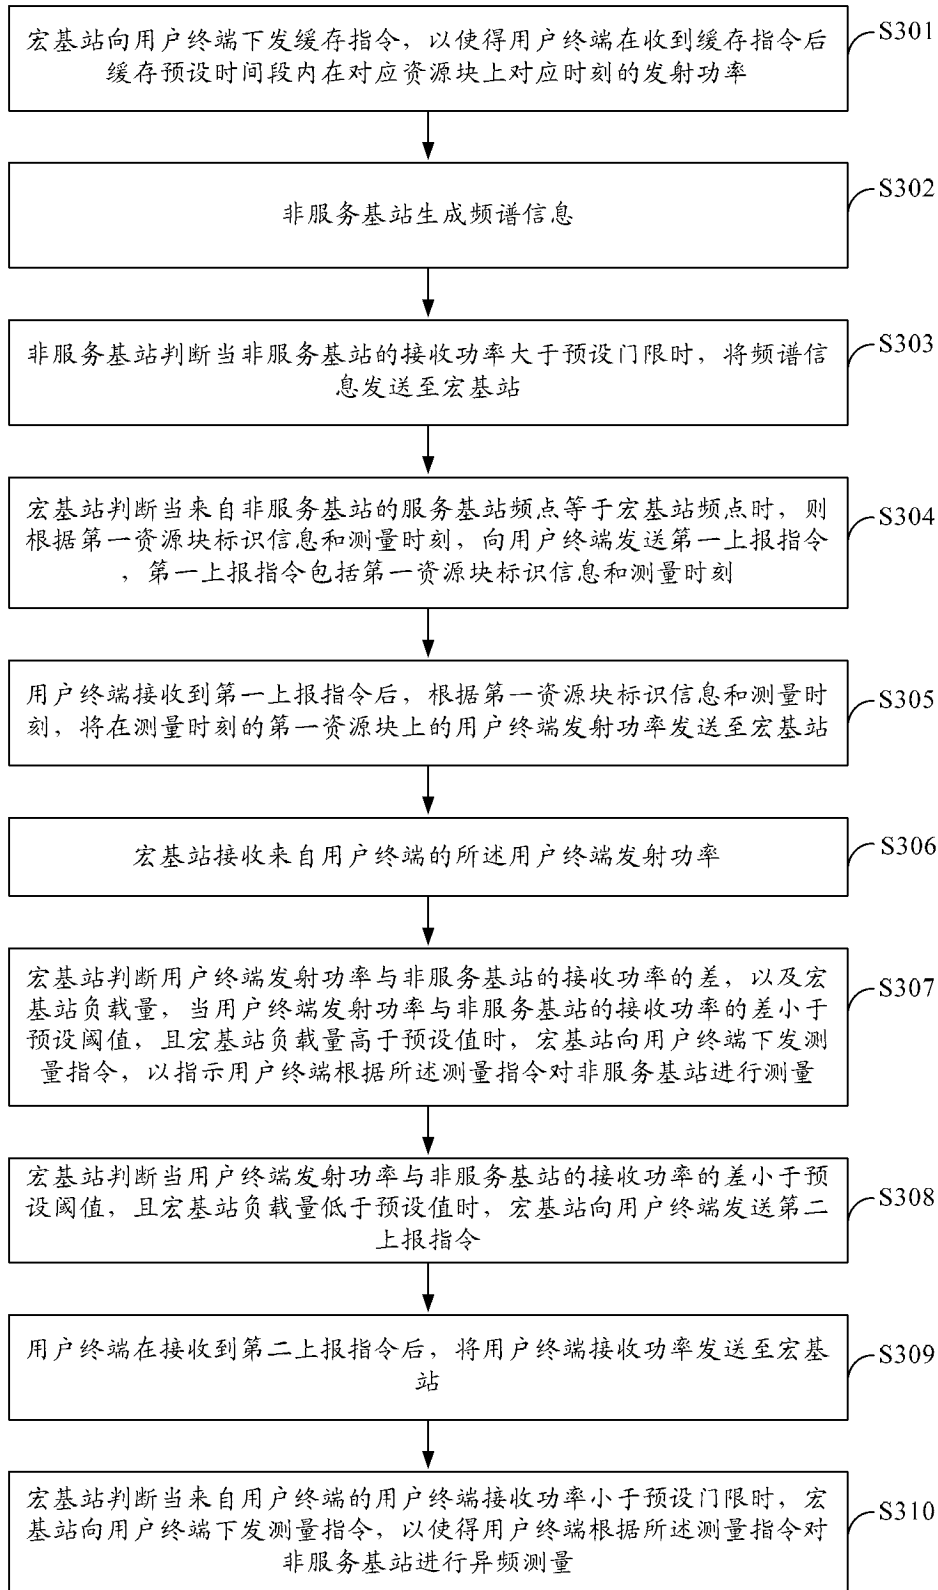 宏基站向用户终端下发缓存指令，以使得用户终端在收到缓存指令后
缓存预设时间段内在对应资源块上对应时刻的发射功率
S301
非服务基站生成频谱信息
S302
非服务基站判断当非服务基站的接收功率大于预设门限时，将频谱信
息发送至宏基站
S303
宏基站判断当来自非服务基站的服务基站频点等于宏基站频点时，则
根据第一资源块标识信息和测量时刻，向用户终端发送第一上报指令
，第一上报指令包括第一资源块标识信息和测量时刻
S304
用户终端接收到第一上报指令后，根据第一资源块标识信息和测量时
刻，将在测量时刻的第一资源块上的用户终端发射功率发送至宏基站
S305
宏基站接收来自用户终端的所述用户终端发射功率
S306
宏基站判断用户终端发射功率与非服务基站的接收功率的差，以及宏
基站负载量，当用户终端发射功率与非服务基站的接收功率的差小于
预设阈值，且宏基站负载量高于预设值时，宏基站向用户终端下发测
量指令，以指示用户终端根据所述测量指令对非服务基站进行测量
S307
宏基站判断当用户终端发射功率与非服务基站的接收功率的差小于预
设阈值，且宏基站负载量低于预设值时，宏基站向用户终端发送第二
上报指令
S308
用户终端在接收到第二上报指令后，将用户终端接收功率发送至宏基
站
S309
宏基站判断当来自用户终端的用户终端接收功率小于预设门限时，宏
基站向用户终端下发测量指令，以使得用户终端根据所述测量指令对
非服务基站进行异频测量
S310